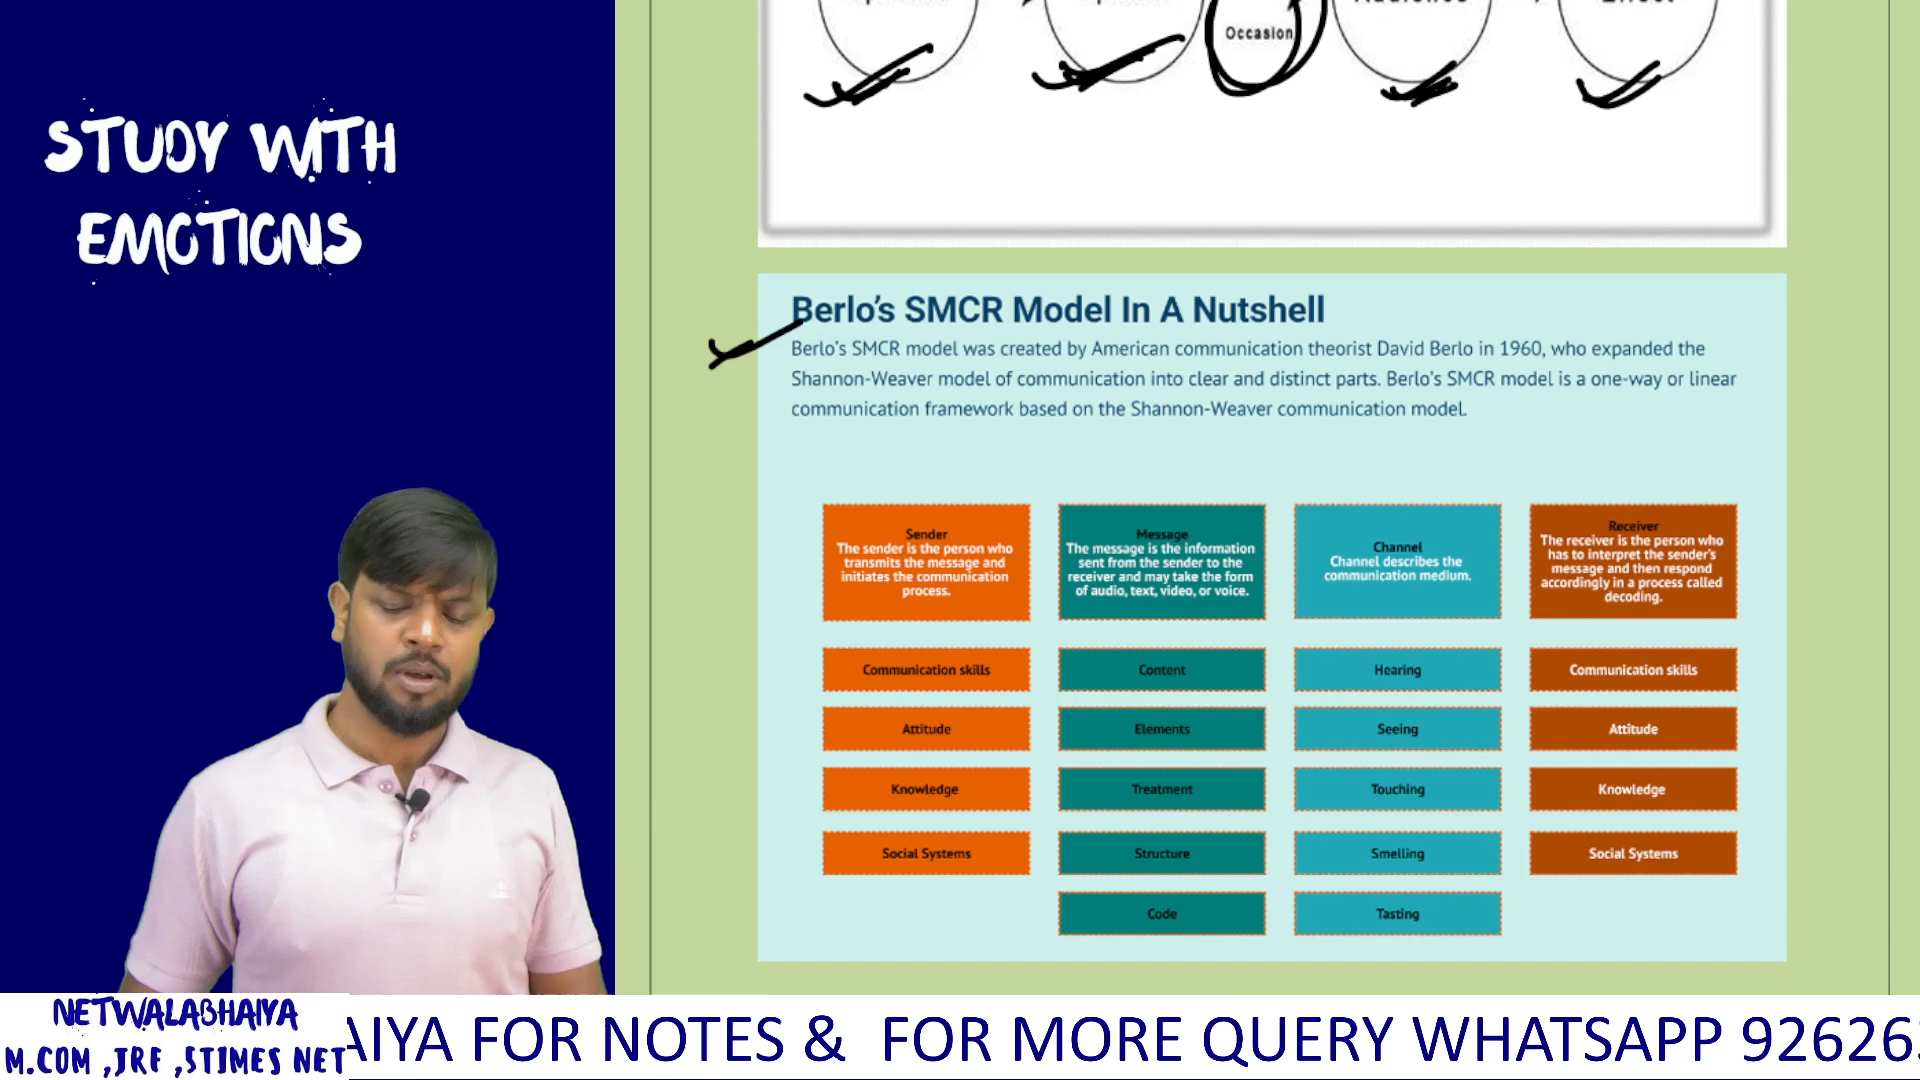 STUDY WITH
EMOTIONS
Occasion
Berlo's SMCR Model In A Nutshell
Berlo's SMCR model was created by American communication theorist David Berlo in 1960, who expanded the
Shannon-Weaver model of communication into clear and distinct parts. Berlo's SMCR model is a one-way or linear
communication framework based on the Shannon-Weaver communication model.
Sender
The sender is the person who
transmits the message and
initiates the communication
process.
Message
The message is the information
sent from the sender to the
receiver and may take the form
of audio, text, video, or voice.
Channel
Channel describes the
communication medium.
Receiver
The receiver is the person who
has to interpret the sender's
message and then respond
accordingly in a process called
decoding.
Communication skills
Content
Hearing
Communication skills
Attitude
Elements
Seeing
Attitude
Knowledge
Treatment
Touching
Knowledge
Social Systems
Structure
Smelling
Social Systems
Code
Tasting
NETWALABHAIYA
M.COM ,JRF ,5TIMES NET
AIYA FOR NOTES & FOR MORE QUERY WHATSAPP 92626